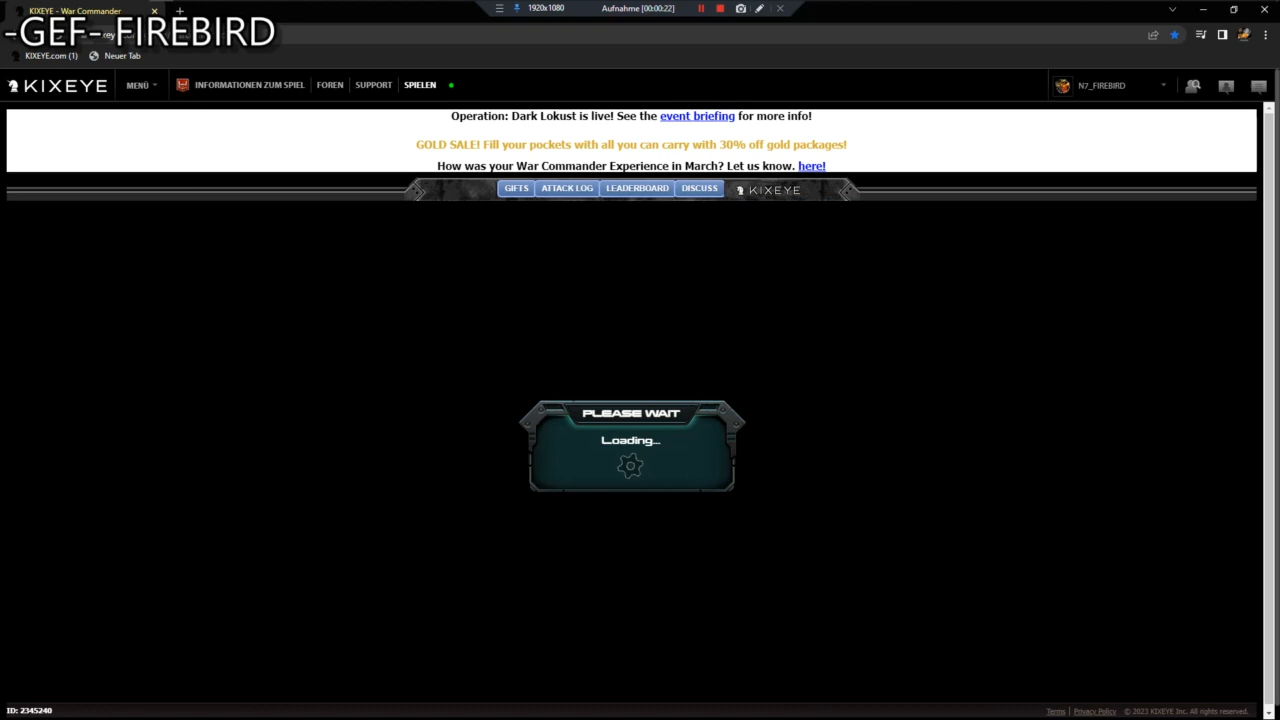 KIXEYE - War Commander
1920x1080
Aufnahme [00:00:22]
-GEF- FIREBIRD
KIXEYE.com (1)
Neuer Tab
KIXEYE
MENÜ
INFORMATIONEN ZUM SPIEL
FOREN
SUPPORT
SPIELEN
N7_FIREBIRD
Operation: Dark Lokust is live! See the event briefing for more info!
GOLD SALE! Fill your pockets with all you can carry with 30% off gold packages!
How was your War Commander Experience in March? Let us know. here!
GIFTS
ATTACK LOG
LEADERBOARD
DISCUSS
KIXEYE
PLEASE WAIT
Loading...
ID: 2345240
Terms | Privacy Policy © 2023 KIXEYE Inc. All rights reserved.